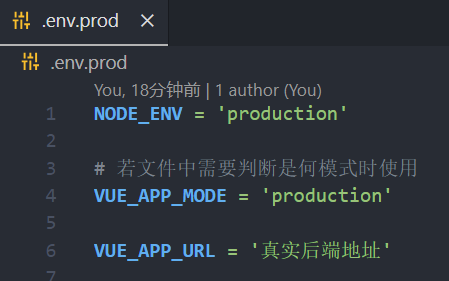 .env.prod
.env.prod
You, 18分钟前 | 1 author (You)
1 NODE_ENV = 'production'
2
3 # 若文件中需要判断是何模式时使用
4 VUE_APP_MODE = 'production'
5
6 VUE_APP_URL = '真实后端地址'
7